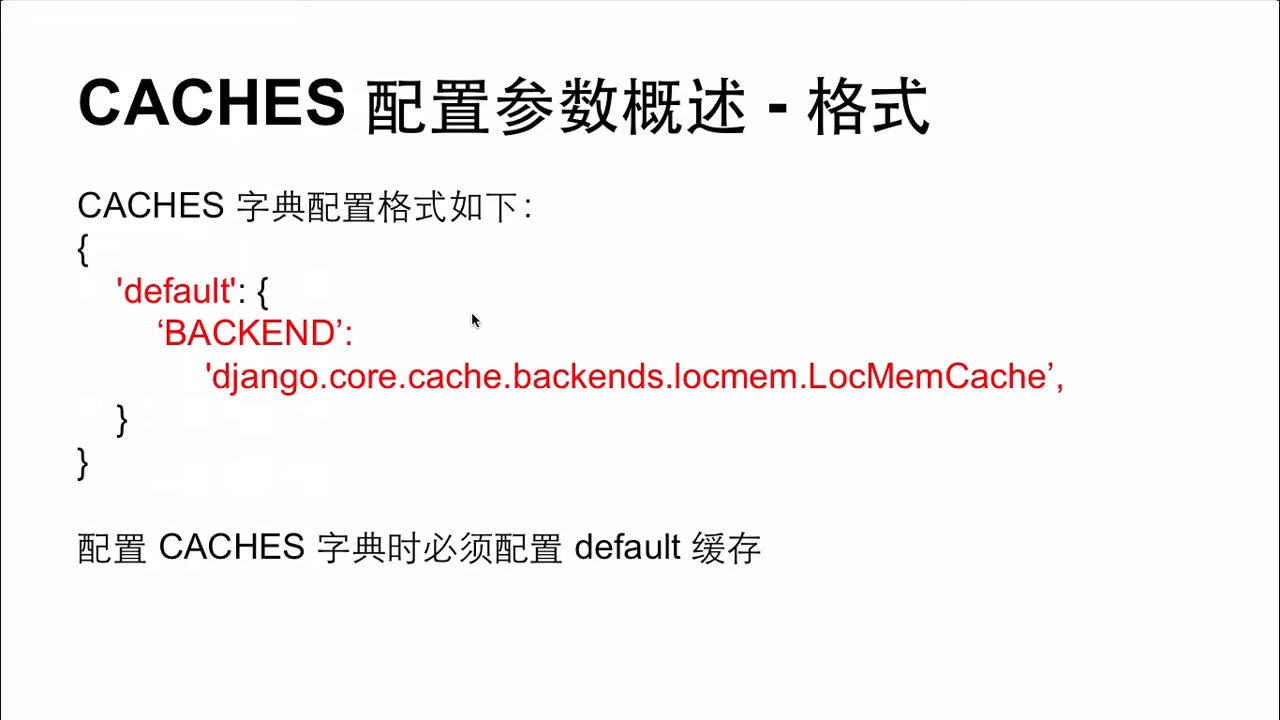 CACHES 配置参数概述 - 格式
CACHES 字典配置格式如下：
{
'default': {
‘BACKEND’:
'django.core.cache.backends.locmem.LocMemCache’,
}
}
配置 CACHES 字典时必须配置 default 缓存